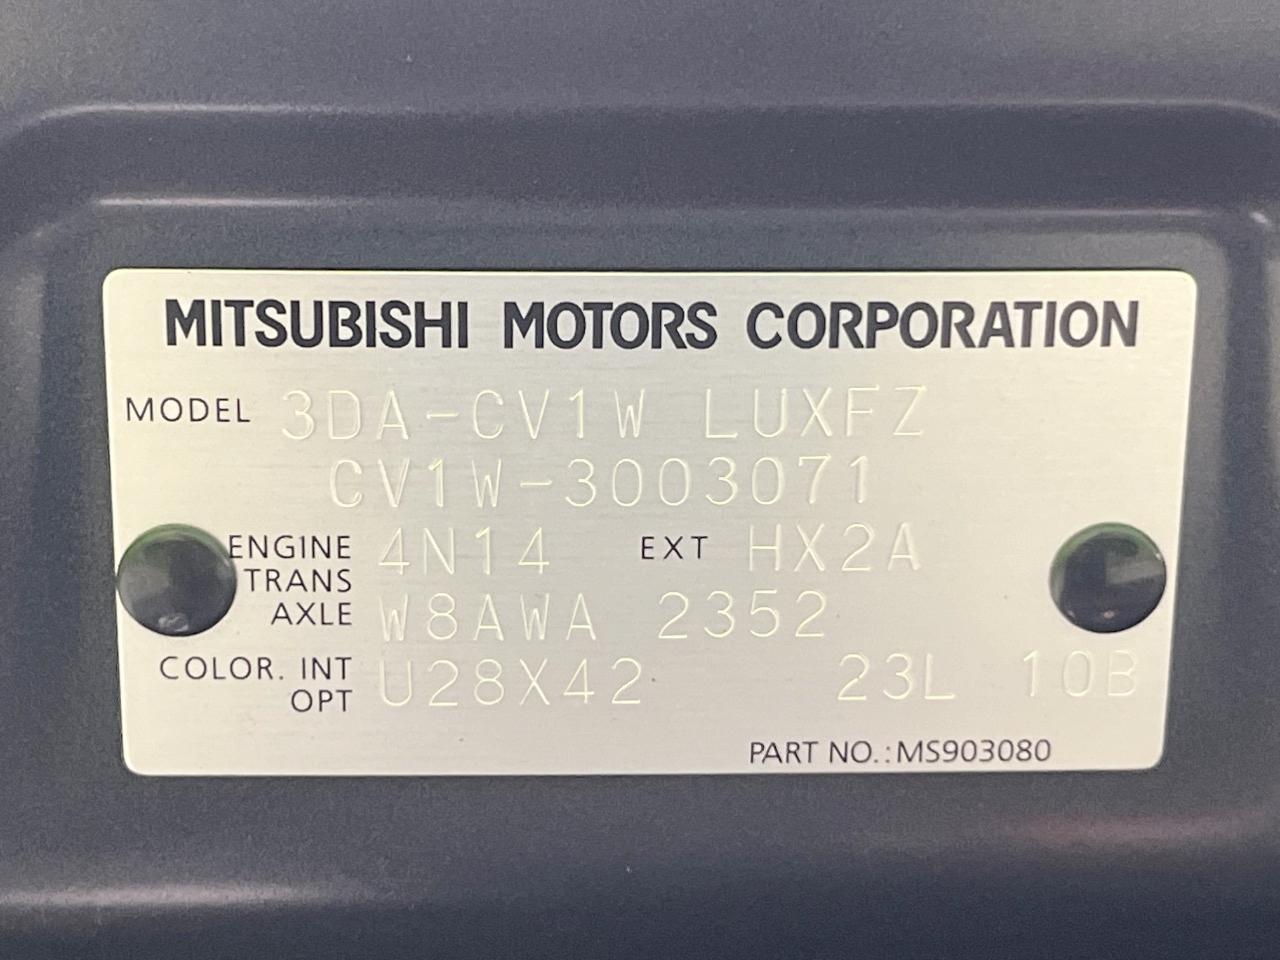 MITSUBISHI MOTORS CORPORATION
MODEL 3DA-CV1W LUXFZ
CV1W-3003071
ENGINE 4N14 EXT HX2A
TRANS
AXLE W8AWA 2352
COLOR. INT
OPT U28X42 23L 10B
PART NO.:MS903080